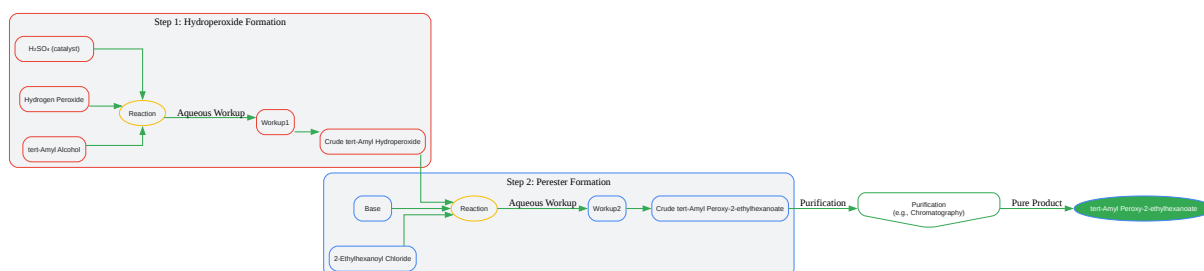 Step 1: Hydroperoxide Formation
H₂SO₄ (catalyst)
Hydrogen Peroxide
Reaction
Aqueous Workup
Workup1
tert-Amyl Alcohol
Crude tert-Amyl Hydroperoxide
Step 2: Perester Formation
Base
Reaction
Aqueous Workup
Workup2
Crude tert-Amyl Peroxy-2-ethylhexanoate
2-Ethylhexanoyl Chloride
Purification
Purification
(e.g., Chromatography)
Pure Product
tert-Amyl Peroxy-2-ethylhexanoate